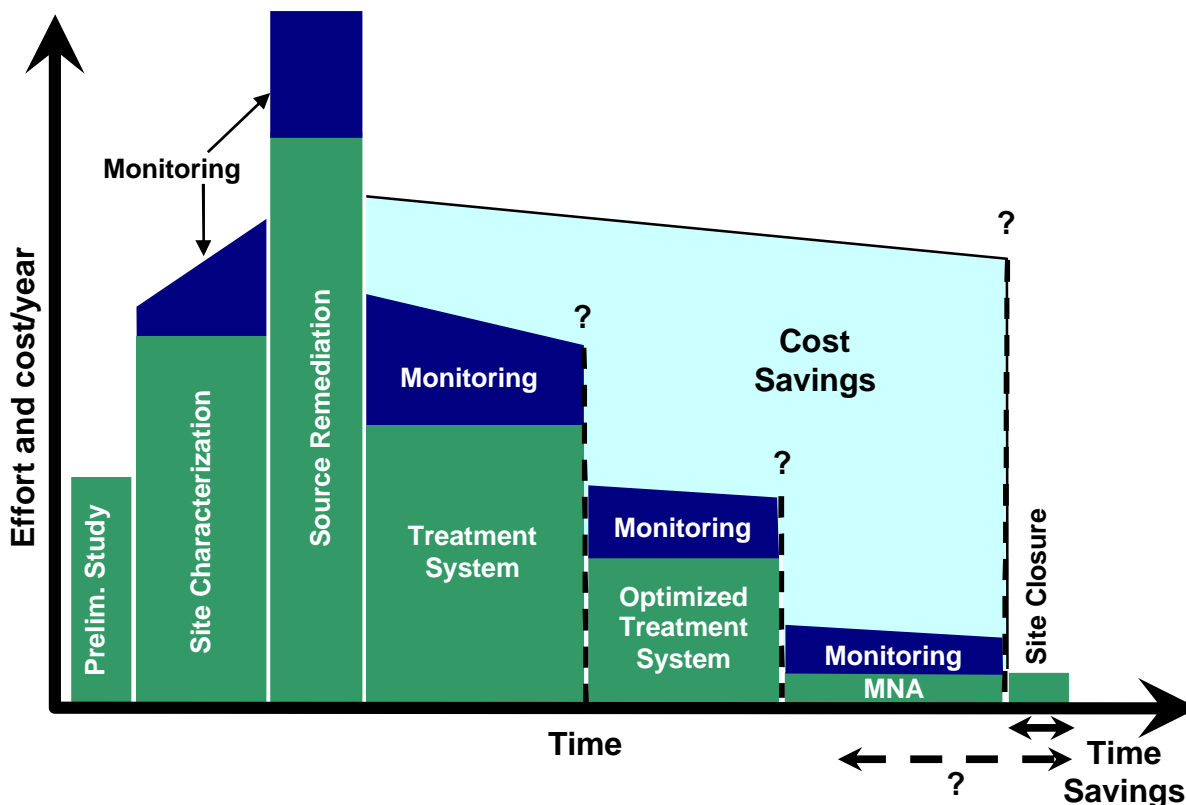 Effort and cost/year
Monitoring
Prelim. Study
Site Characterization
Source Remediation
Monitoring
Treatment
System
?
Monitoring
Optimized
Treatment
System
?
Cost
Savings
Monitoring
MNA
?
Site Closure
Time
?
Time
Savings